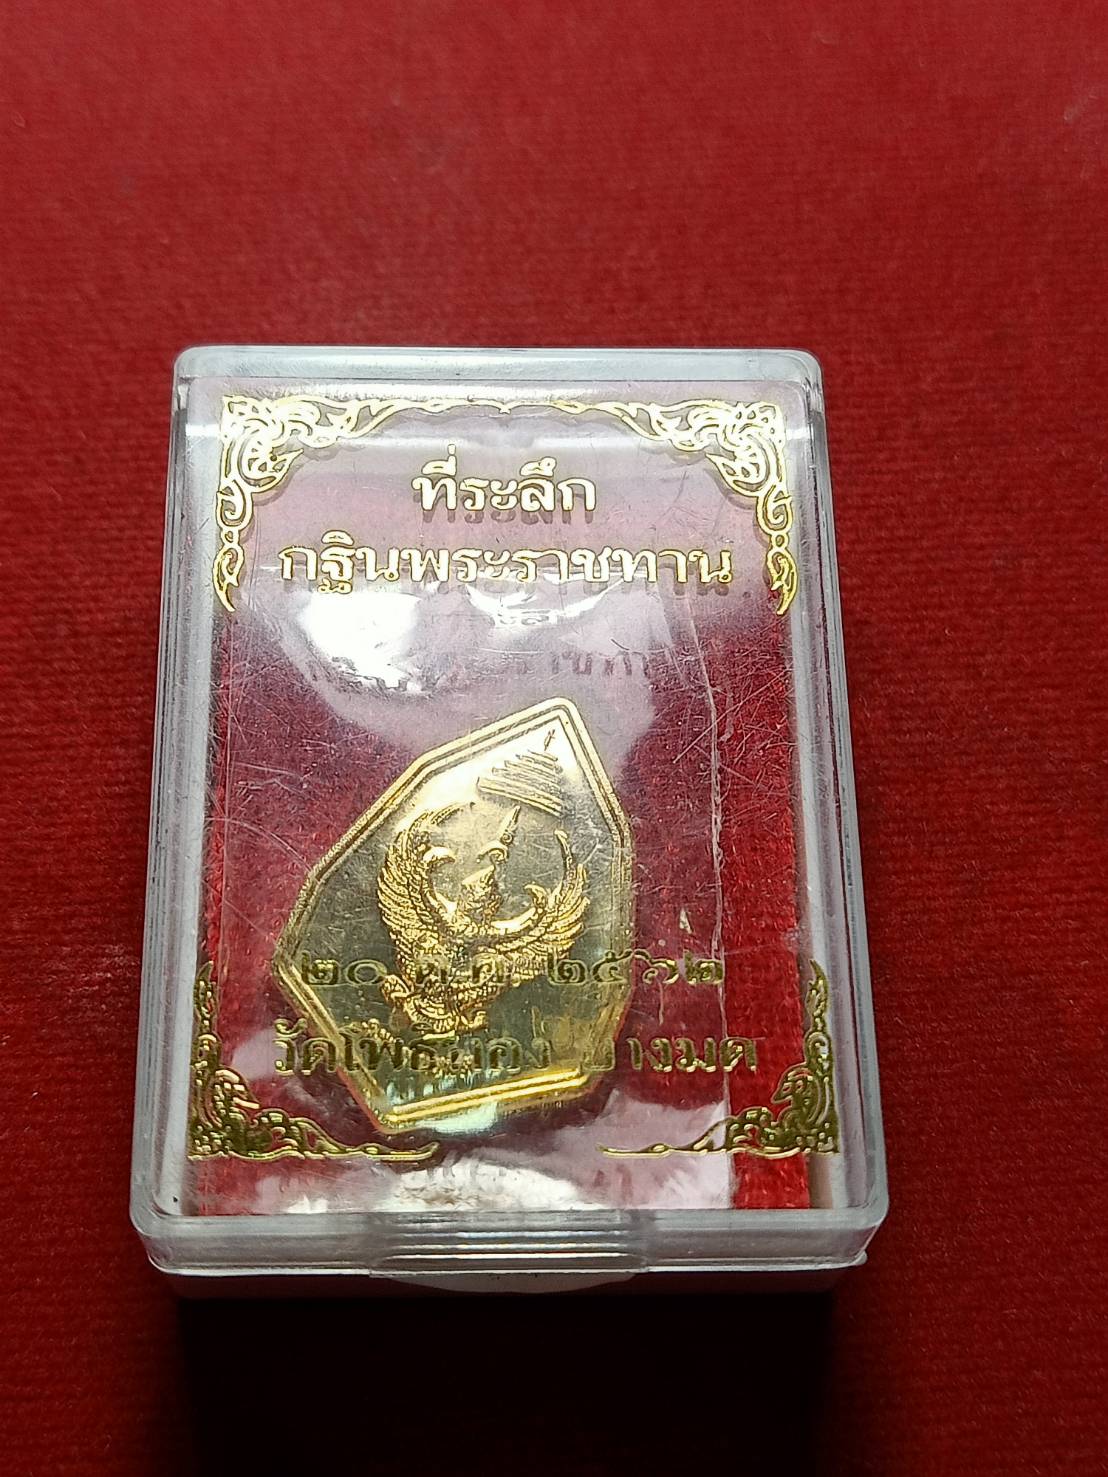 ที่ระลึก
กฐินพระราชทาน
๒๐ ต.ค. ๒๕๖๒
วัดโพธิ์ทอง บางมด